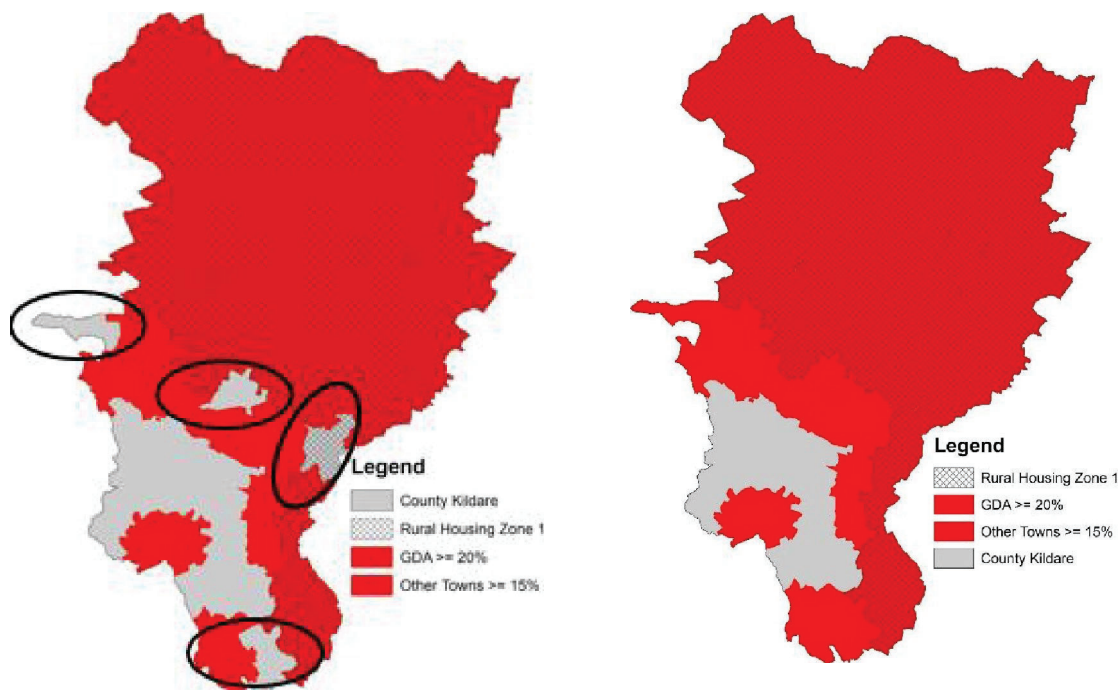 Legend
County Kildare
Rural Housing Zone 1
GDA >= 20%
Other Towns >= 15%
Legend
Rural Housing Zone 1
GDA >= 20%
Other Towns >= 15%
County Kildare